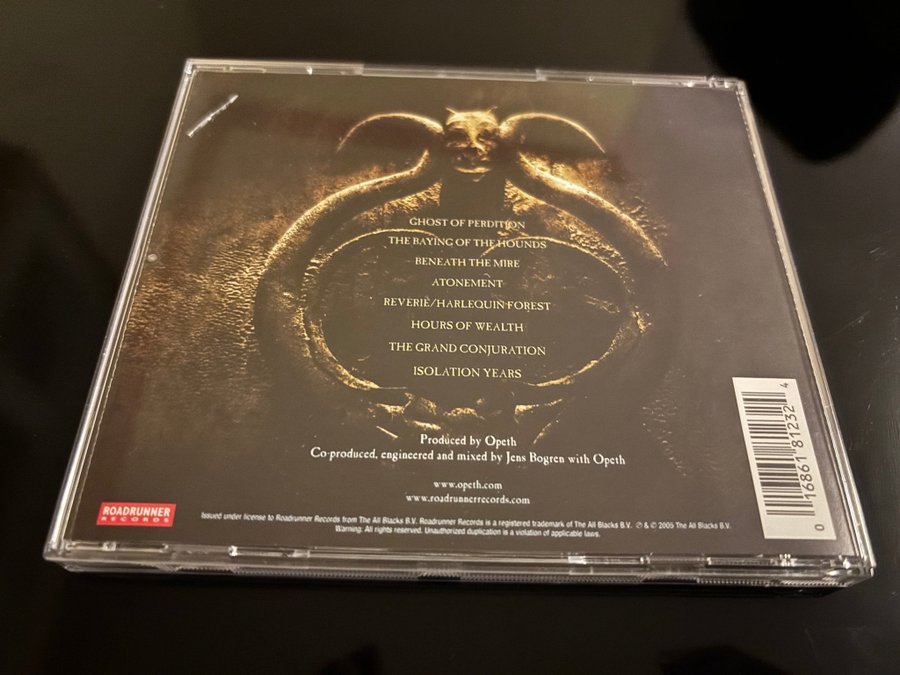 GHOST OF PERDITION
THE BAYING OF THE HOUNDS
BENEATH THE MIRE
ATONEMENT
REVERIE/HARLEQUIN FOREST
HOURS OF WEALTH
THE GRAND CONJURATION
ISOLATION YEARS
Produced by Opeth
Co-produced, engineered and mixed by Jens Bogren with Opeth
www.opeth.com
www.roadrunnerrecords.com
ROADRUNNER
RECORDS
Issued under license to Roadrunner Records from The All Blacks B.V. Roadrunner Records is a registered trademark of The All Blacks B.V. ℗ & © 2005 The All Blacks B.V.
Warning: All rights reserved. Unauthorized duplication is a violation of applicable laws.
0 16861 81232 4